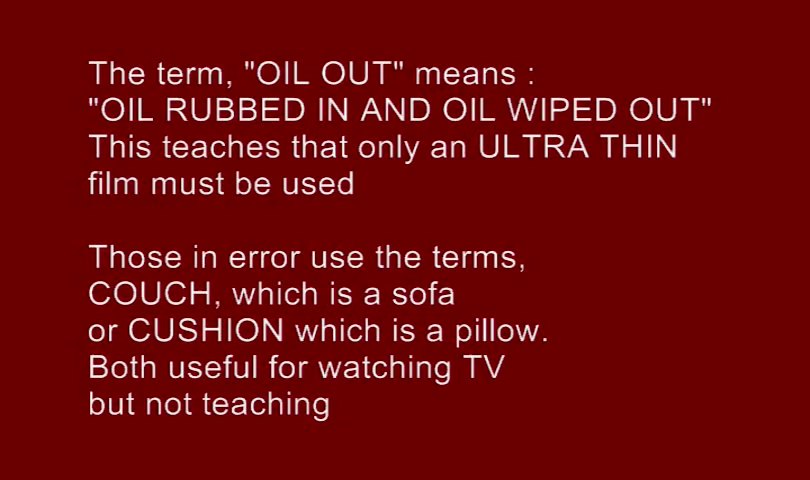 The term, "OIL OUT" means :
"OIL RUBBED IN AND OIL WIPED OUT"
This teaches that only an ULTRA THIN
film must be used
Those in error use the terms,
COUCH, which is a sofa
or CUSHION which is a pillow.
Both useful for watching TV
but not teaching